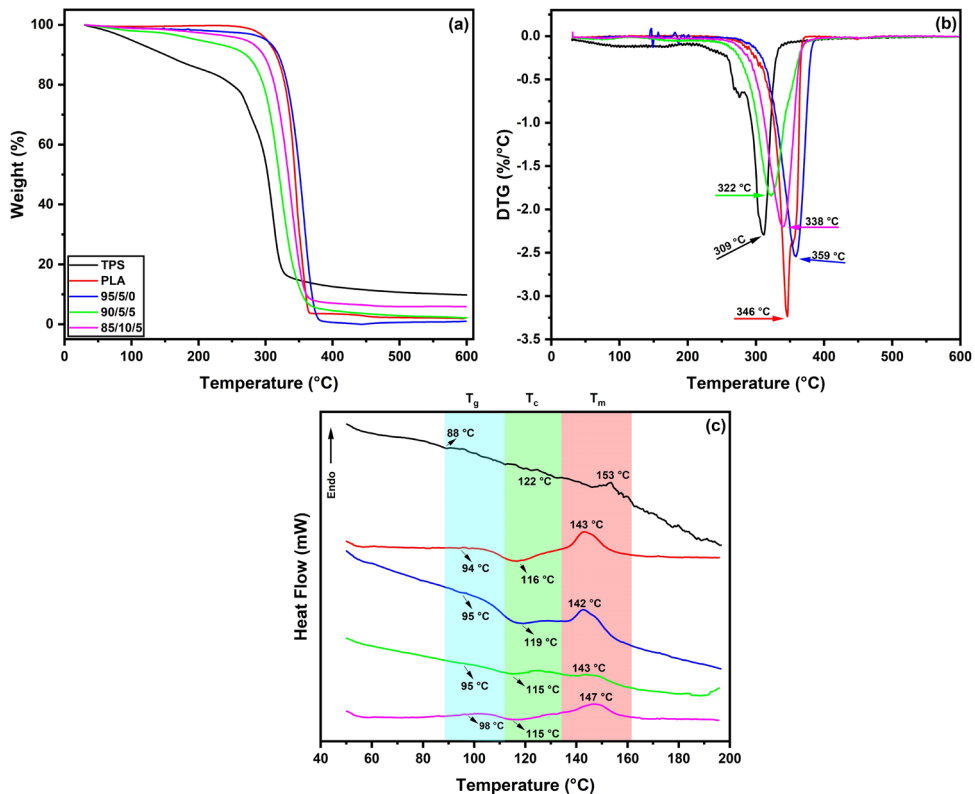 (a)
Weight (%)
100
80
60
40
20
0
TPS
PLA
95/5/0
90/5/5
85/10/5
0 100 200 300 400 500 600
Temperature (°C)
(b)
DTG (%/°C)
0.0
-0.5
-1.0
-1.5
-2.0
-2.5
-3.0
-3.5
322 °C
338 °C
309 °C
359 °C
346 °C
0 100 200 300 400 500 600
Temperature (°C)
Tg Tc Tm
(c)
Endo
Heat Flow (mW)
88 °C
122 °C
153 °C
143 °C
94 °C
116 °C
142 °C
95 °C
119 °C
143 °C
95 °C
115 °C
147 °C
98 °C
115 °C
40 60 80 100 120 140 160 180 200
Temperature (°C)